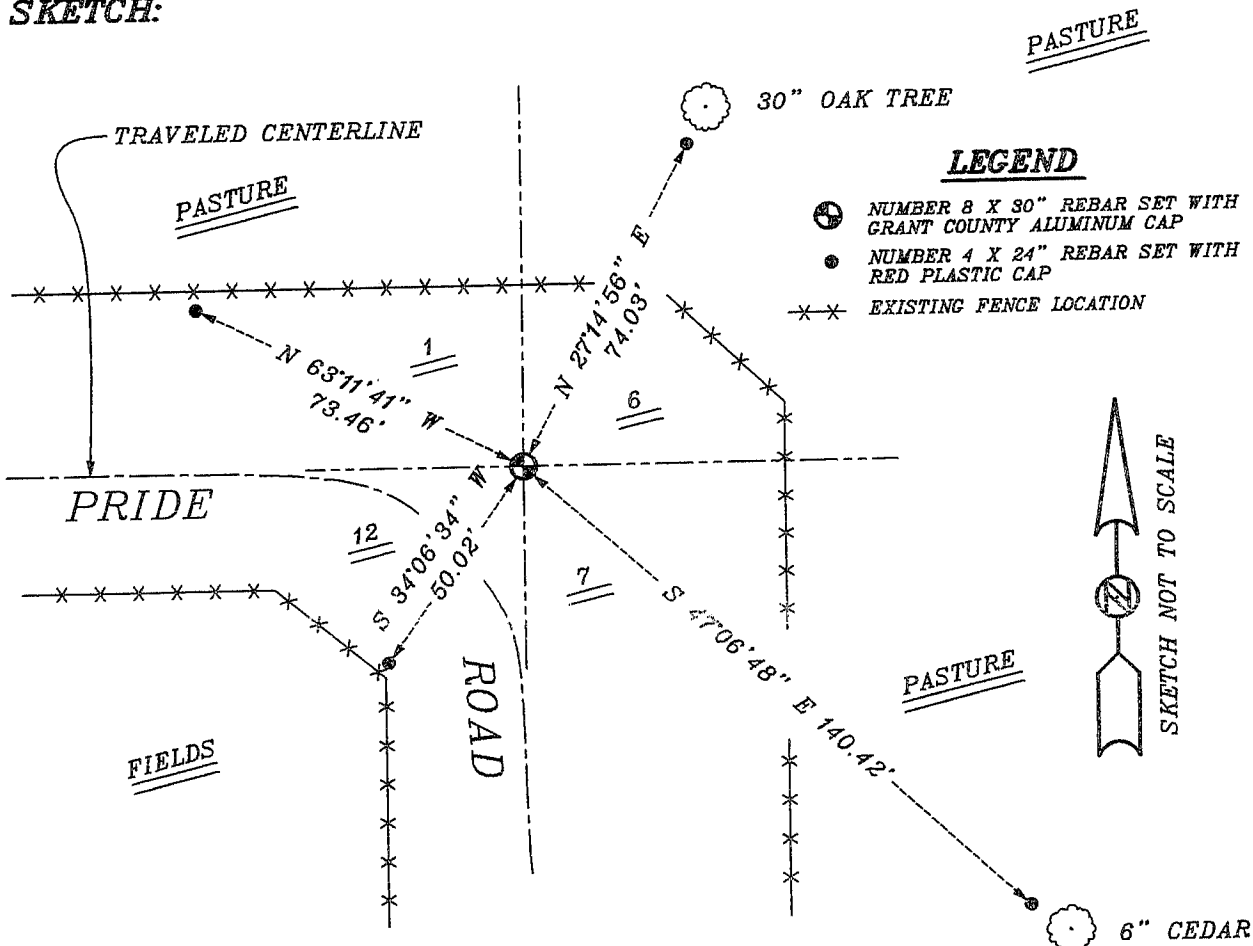 SKETCH:
PASTURE
30" OAK TREE
TRAVELED CENTERLINE
LEGEND
NUMBER 8 X 30" REBAR SET WITH
GRANT COUNTY ALUMINUM CAP
NUMBER 4 X 24" REBAR SET WITH
RED PLASTIC CAP
EXISTING FENCE LOCATION
PASTURE
N 27°14'56" E
74.03'
1
N 63°11'41" W
73.46'
6
PRIDE
12
S 34°06'34" W
50.02'
7
S 47°06'48" E 140.42'
ROAD
PASTURE
FIELDS
N
SKETCH NOT TO SCALE
6" CEDAR